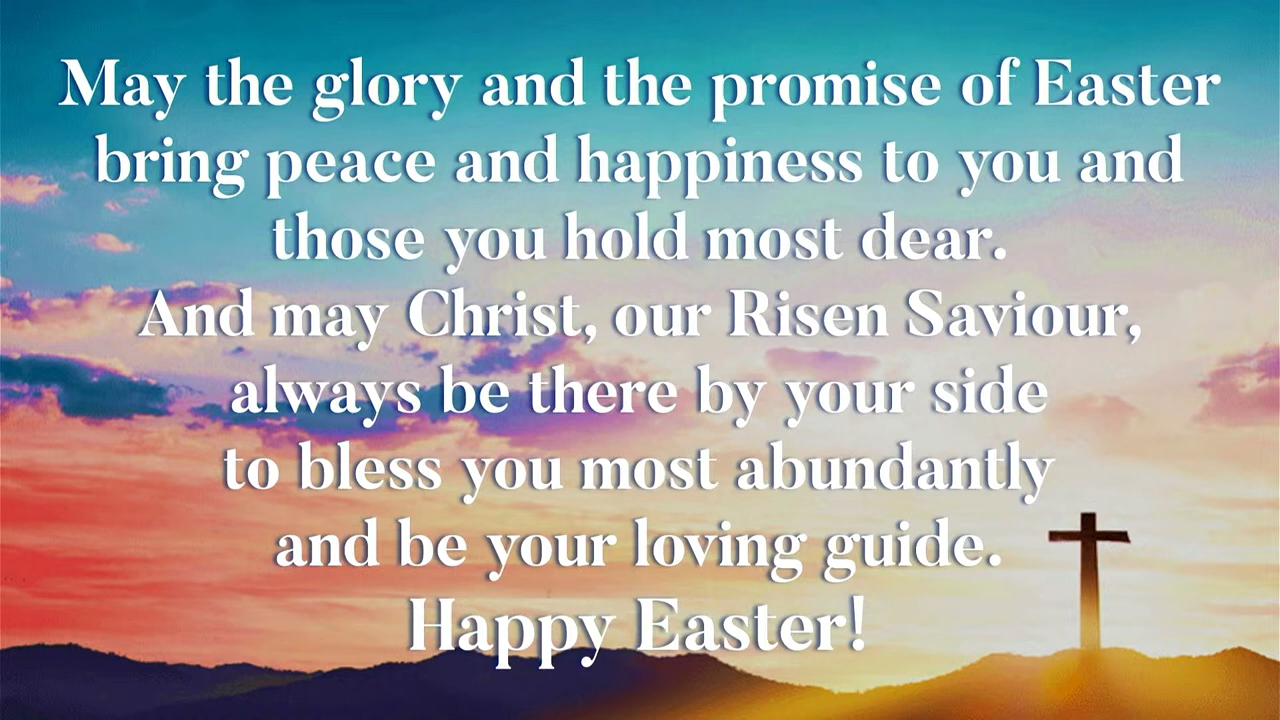 May the glory and the promise of Easter
bring peace and happiness to you and
those you hold most dear.
And may Christ, our Risen Saviour,
always be there by your side
to bless you most abundantly
and be your loving guide.
Happy Easter!